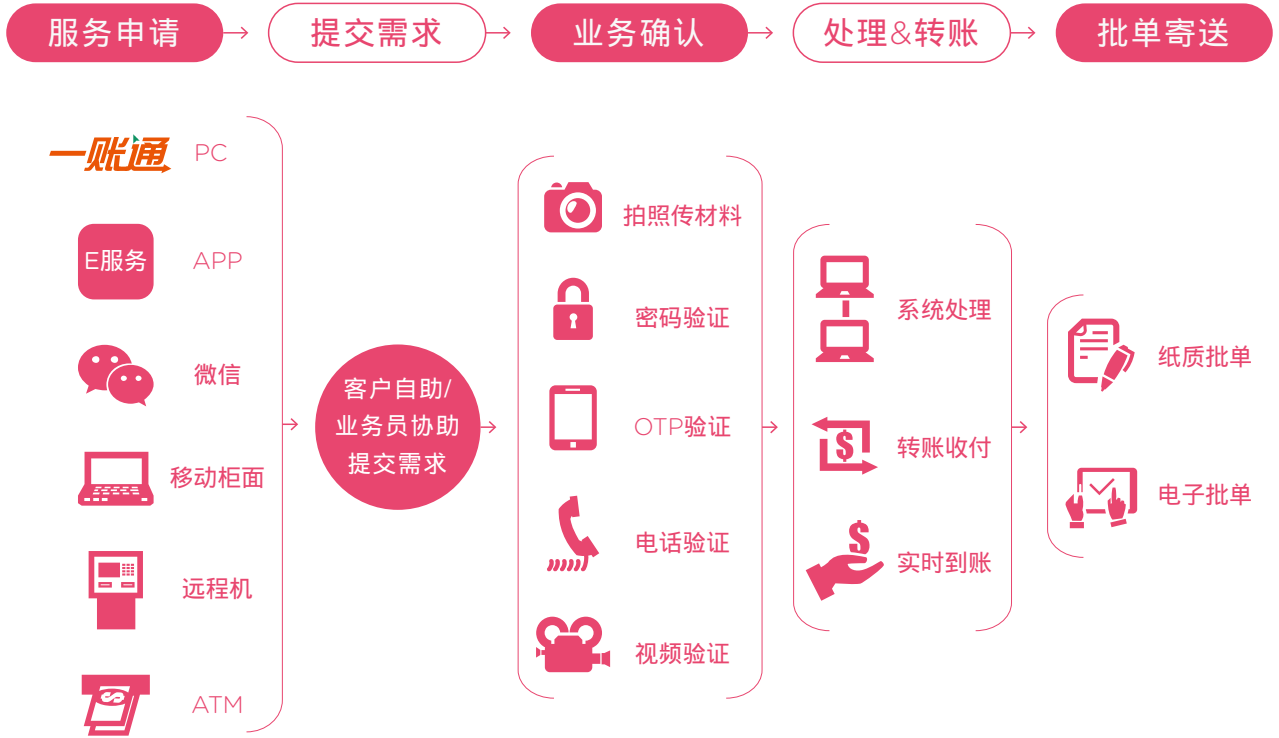 服务申请
提交需求
业务确认
处理&转账
批单寄送
一账通 PC
E服务 APP
微信
移动柜面
远程机
ATM
客户自助/
业务员协助
提交需求
拍照传材料
密码验证
OTP验证
电话验证
视频验证
系统处理
$ 转账收付
$ 实时到账
纸质批单
电子批单